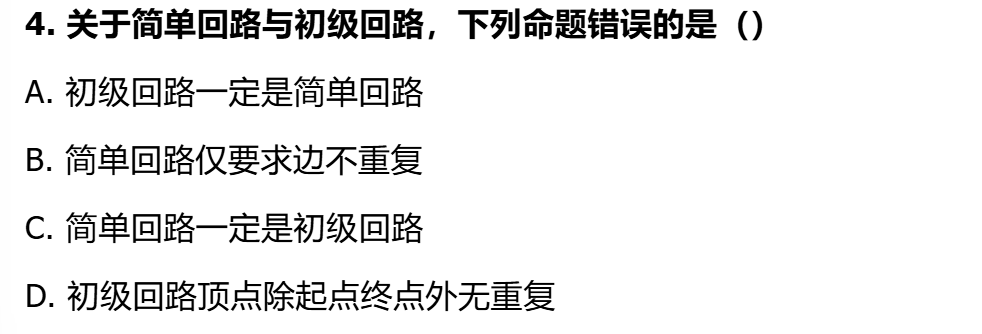 4. 关于简单回路与初级回路，下列命题错误的是（）
A. 初级回路一定是简单回路
B. 简单回路仅要求边不重复
C. 简单回路一定是初级回路
D. 初级回路顶点除起点终点外无重复